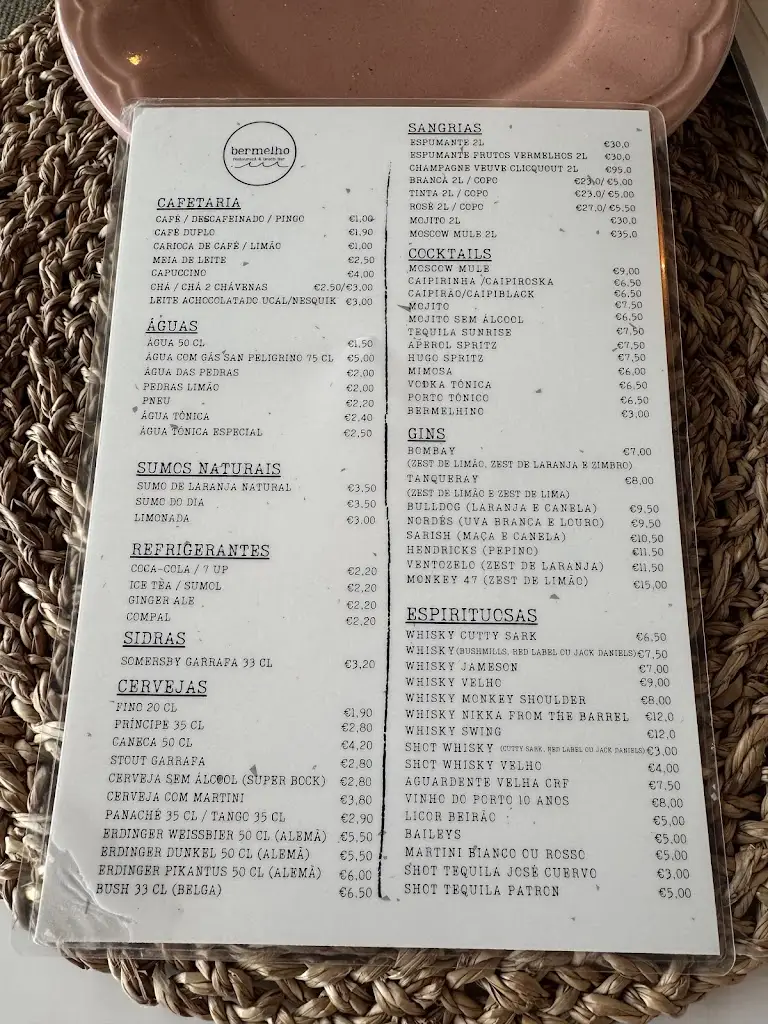 bermelho
restaurant & beach bar
CAFETARIA
CAFÉ / DESCAFEINADO / PINGO €1,00
CAFÉ DUPLO €1,90
CARIOCA DE CAFÉ / LIMÃO €1,00
MEIA DE LEITE €2,50
CAPUCCINO €4,00
CHÁ / CHÁ 2 CHÁVENAS €2,50/€3,00
LEITE ACHOCOLATADO UCAL/NESQUIK €3,00
ÁGUAS
ÁGUA 50 CL €1,50
ÁGUA COM GÁS SAN PELIGRINO 75 CL €5,00
ÁGUA DAS PEDRAS €2,00
PEDRAS LIMÃO €2,00
PNEU €2,20
ÁGUA TÓNICA €2,40
ÁGUA TÓNICA ESPECIAL €2,50
SUMOS NATURAIS
SUMO DE LARANJA NATURAL €3,50
SUMO DO DIA €3,50
LIMONADA €3,00
REFRIGERANTES
COCA-COLA / 7 UP €2,20
ICE TEA / SUMOL €2,20
GINGER ALE €2,20
COMPAL €2,20
SIDRAS
SOMERSBY GARRAFA 33 CL €3,20
CERVEJAS
FINO 20 CL €1,90
PRÍNCIPE 35 CL €2,80
CANECA 50 CL €4,20
STOUT GARRAFA €2,80
CERVEJA SEM ÁLCOOL (SUPER BOCK) €2,80
CERVEJA COM MARTINI €3,80
PANACHÉ 35 CL / TANGO 35 CL €2,90
ERDINGER WEISSBIER 50 CL (ALEMÃ) €5,50
ERDINGER DUNKEL 50 CL (ALEMÃ) €5,50
ERDINGER PIKANTUS 50 CL (ALEMÃ) €6,00
BUSH 33 CL (BELGA) €6,50
SANGRIAS
ESPUMANTE 2L €30,0
ESPUMANTE FRUTOS VERMELHOS 2L €30,0
CHAMPAGNE VEUVE CLICQUOUT 2L €95,0
BRANCA 2L / COPO €23,0/ €5,00
TINTA 2L / COPO €23,0/ €5,00
ROSÉ 2L / COPO €27,0/ €5,50
MOJITO 2L €30,0
MOSCOW MULE 2L €35,0
COCKTAILS
MOSCOW MULE €9,00
CAIPIRINHA /CAIPIROSKA €6,50
CAIPIRÃO/CAIPIBLACK €6,50
MOJITO €7,50
MOJITO SEM ÁLCOOL €6,50
TEQUILA SUNRISE €7,50
APEROL SPRITZ €7,50
HUGO SPRITZ €7,50
MIMOSA €6,00
VODKA TÓNICA €6,50
PORTO TÓNICO €6,50
BERMELHINO €3,00
GINS
BOMBAY €7,00
(ZEST DE LIMÃO, ZEST DE LARANJA E ZIMBRO)
TANQUERAY €8,00
(ZEST DE LIMÃO E ZEST DE LIMA)
BULLDOG (LARANJA E CANELA) €9,50
NORDÉS (UVA BRANCA E LOURO) €9,50
SARISH (MAÇA E CANELA) €10,50
HENDRICKS (PEPINO) €11,50
VENTOZELO (ZEST DE LARANJA) €11,50
MONKEY 47 (ZEST DE LIMÃO) €15,00
ESPIRITUOSAS
WHISKY CUTTY SARK €6,50
WHISKY (BUSHMILLS, RED LABEL OU JACK DANIELS) €7,50
WHISKY JAMESON €7,00
WHISKY VELHO €9,00
WHISKY MONKEY SHOULDER €8,00
WHISKY NIKKA FROM THE BARREL €12,0
WHISKY SWING €12,0
SHOT WHISKY (CUTTY SARK, RED LABEL OU JACK DANIELS) €3,00
SHOT WHISKY VELHO €4,00
AGUARDENTE VELHA CRF €7,50
VINHO DO PORTO 10 ANOS €8,00
LICOR BEIRÃO €5,00
BAILEYS €5,00
MARTINI BIANCO OU ROSSO €5,00
SHOT TEQUILA JOSÉ CUERVO €3,00
SHOT TEQUILA PATRON €5,00